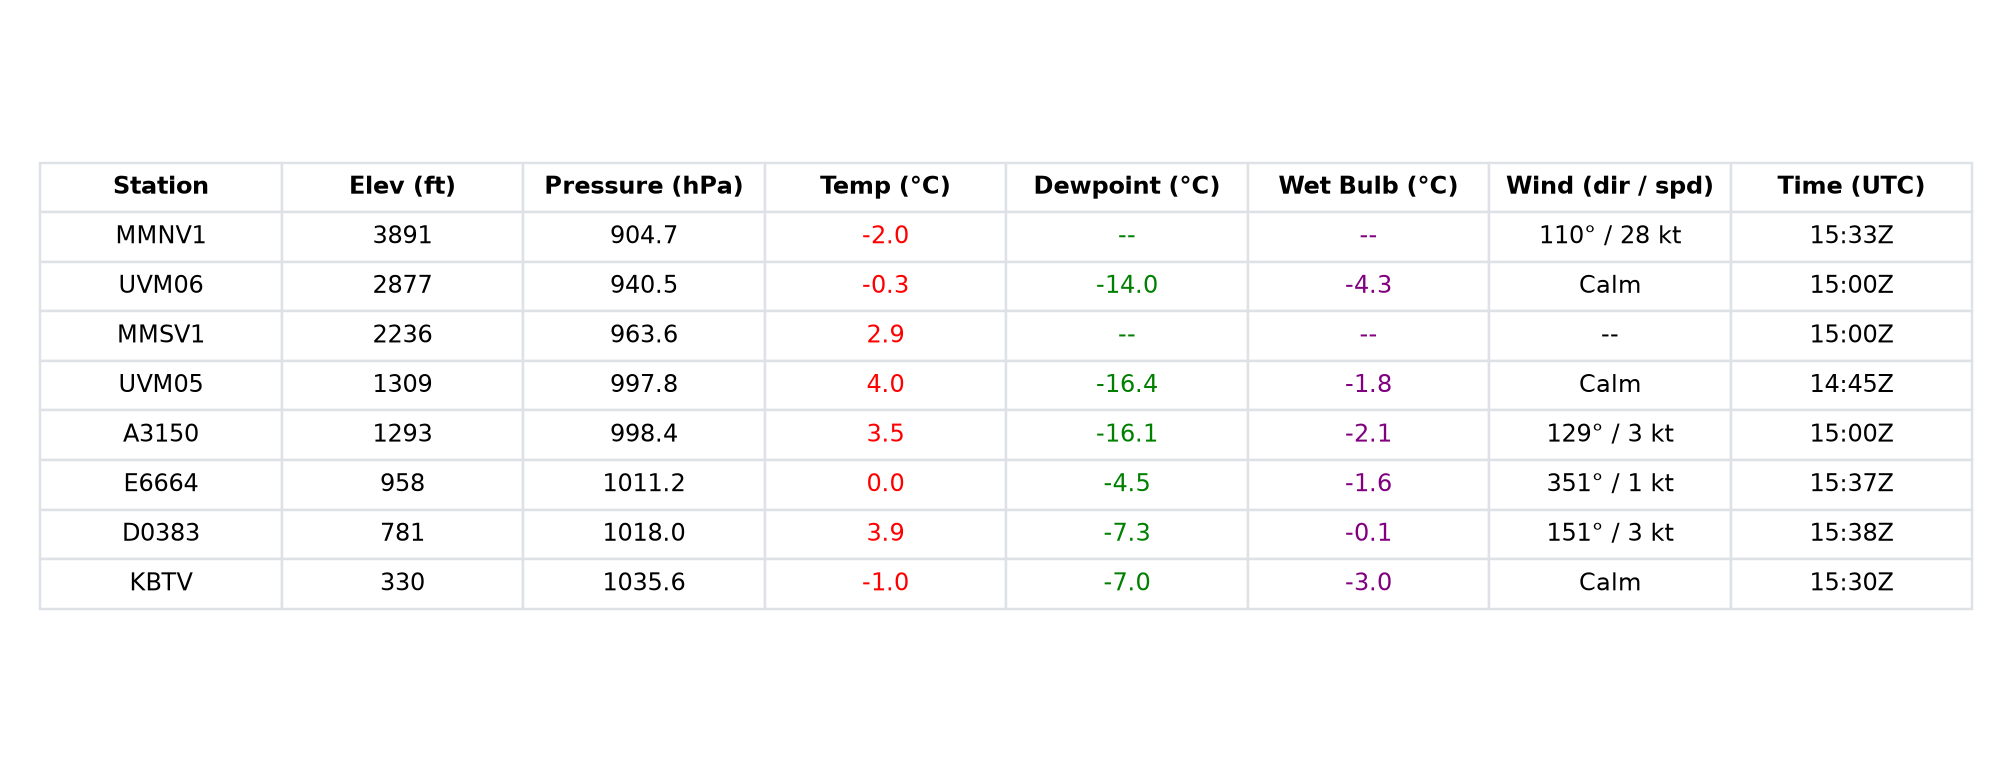 Station Elev (ft) Pressure (hPa) Temp (°C) Dewpoint (°C) Wet Bulb (°C) Wind (dir / spd) Time (UTC)
MMNV1 3891 904.7 -2.0 -- -- 110° / 28 kt 15:33Z
UVM06 2877 940.5 -0.3 -14.0 -4.3 Calm 15:00Z
MMSV1 2236 963.6 2.9 -- -- -- 15:00Z
UVM05 1309 997.8 4.0 -16.4 -1.8 Calm 14:45Z
A3150 1293 998.4 3.5 -16.1 -2.1 129° / 3 kt 15:00Z
E6664 958 1011.2 0.0 -4.5 -1.6 351° / 1 kt 15:37Z
D0383 781 1018.0 3.9 -7.3 -0.1 151° / 3 kt 15:38Z
KBTV 330 1035.6 -1.0 -7.0 -3.0 Calm 15:30Z